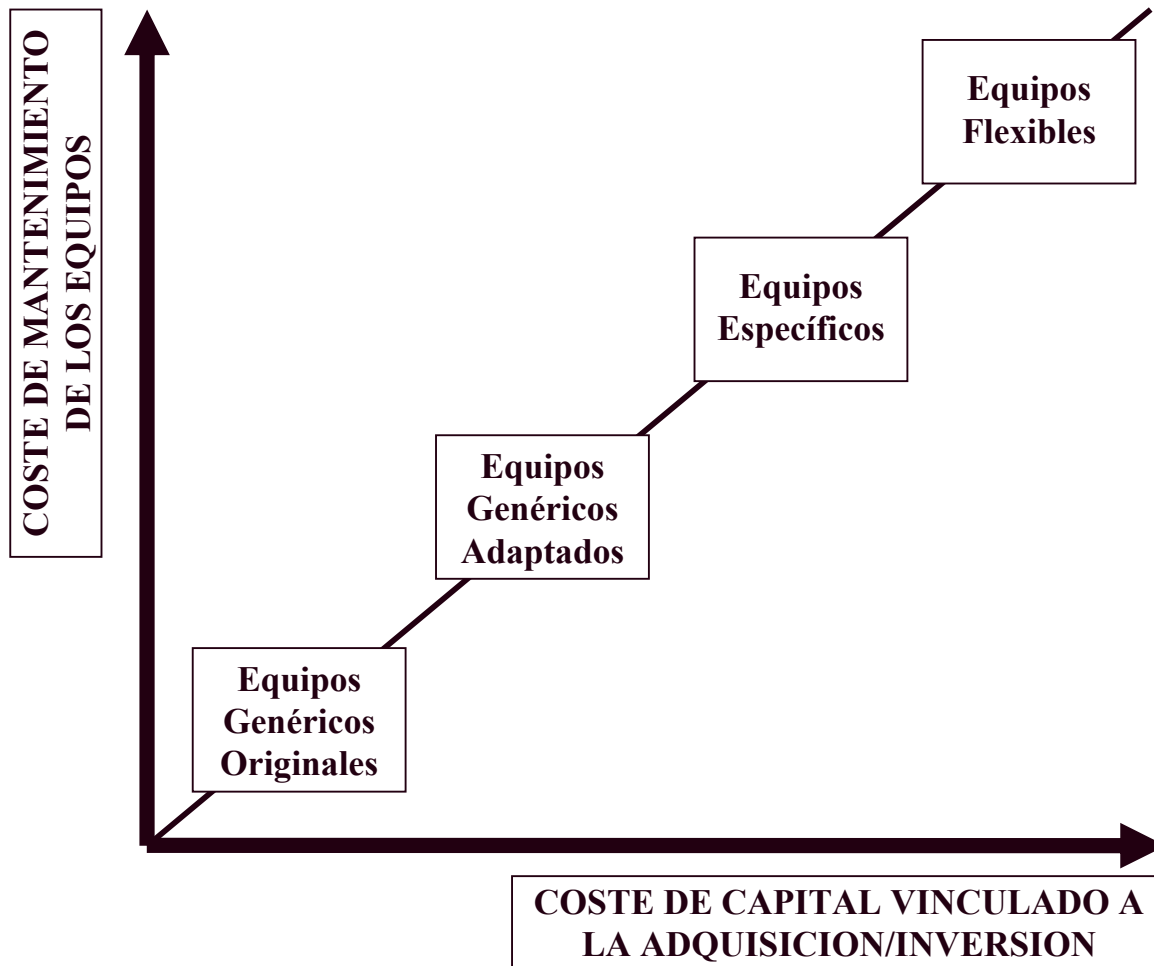 COSTE DE MANTENIMIENTO
DE LOS EQUIPOS
Equipos
Flexibles
Equipos
Específicos
Equipos
Genéricos
Adaptados
Equipos
Genéricos
Originales
COSTE DE CAPITAL VINCULADO A
LA ADQUISICION/INVERSION